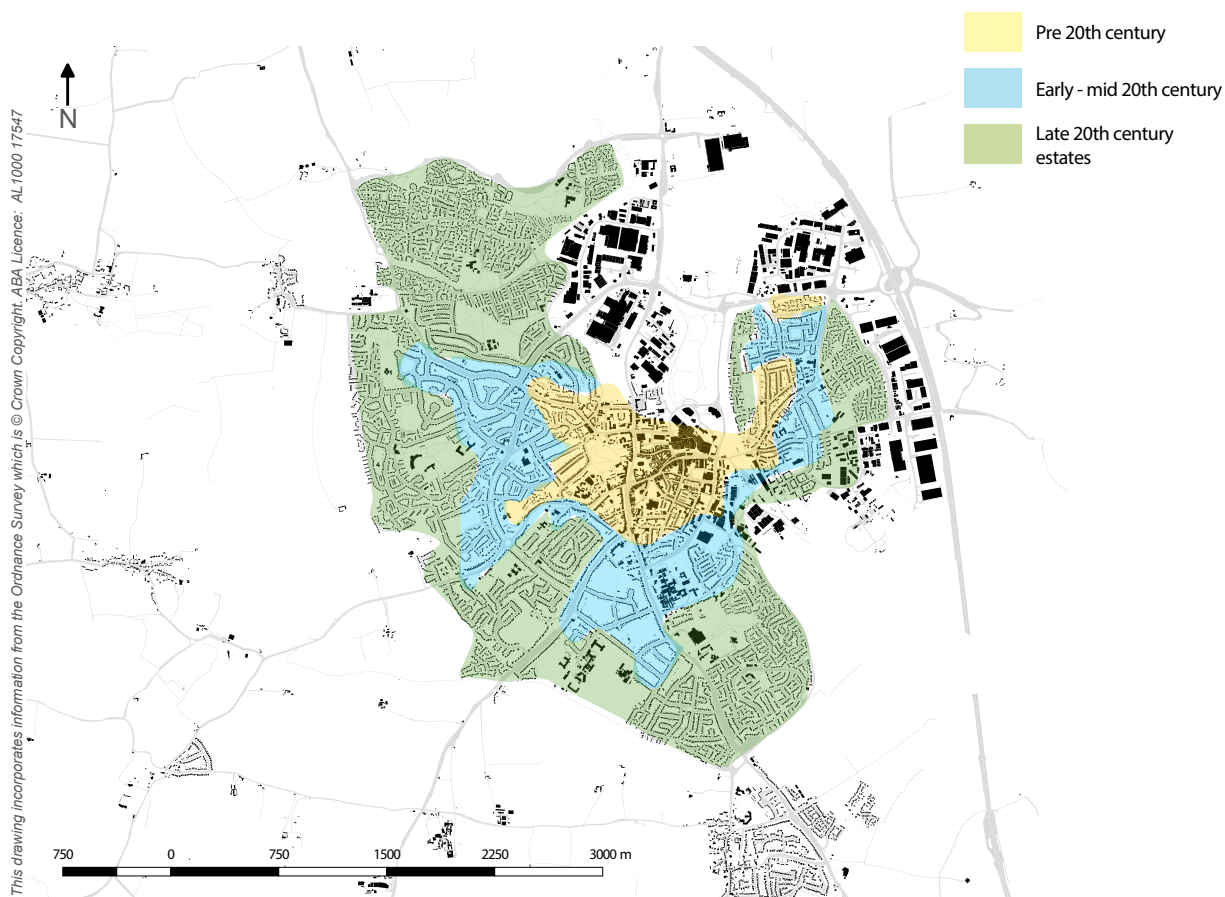 Pre 20th century
Early - mid 20th century
Late 20th century
estates
N
This drawing incorporates information from the Ordnance Survey which is © Crown Copyright. ABA Licence: AL1000 17547
750 0 750 1500 2250 3000 m